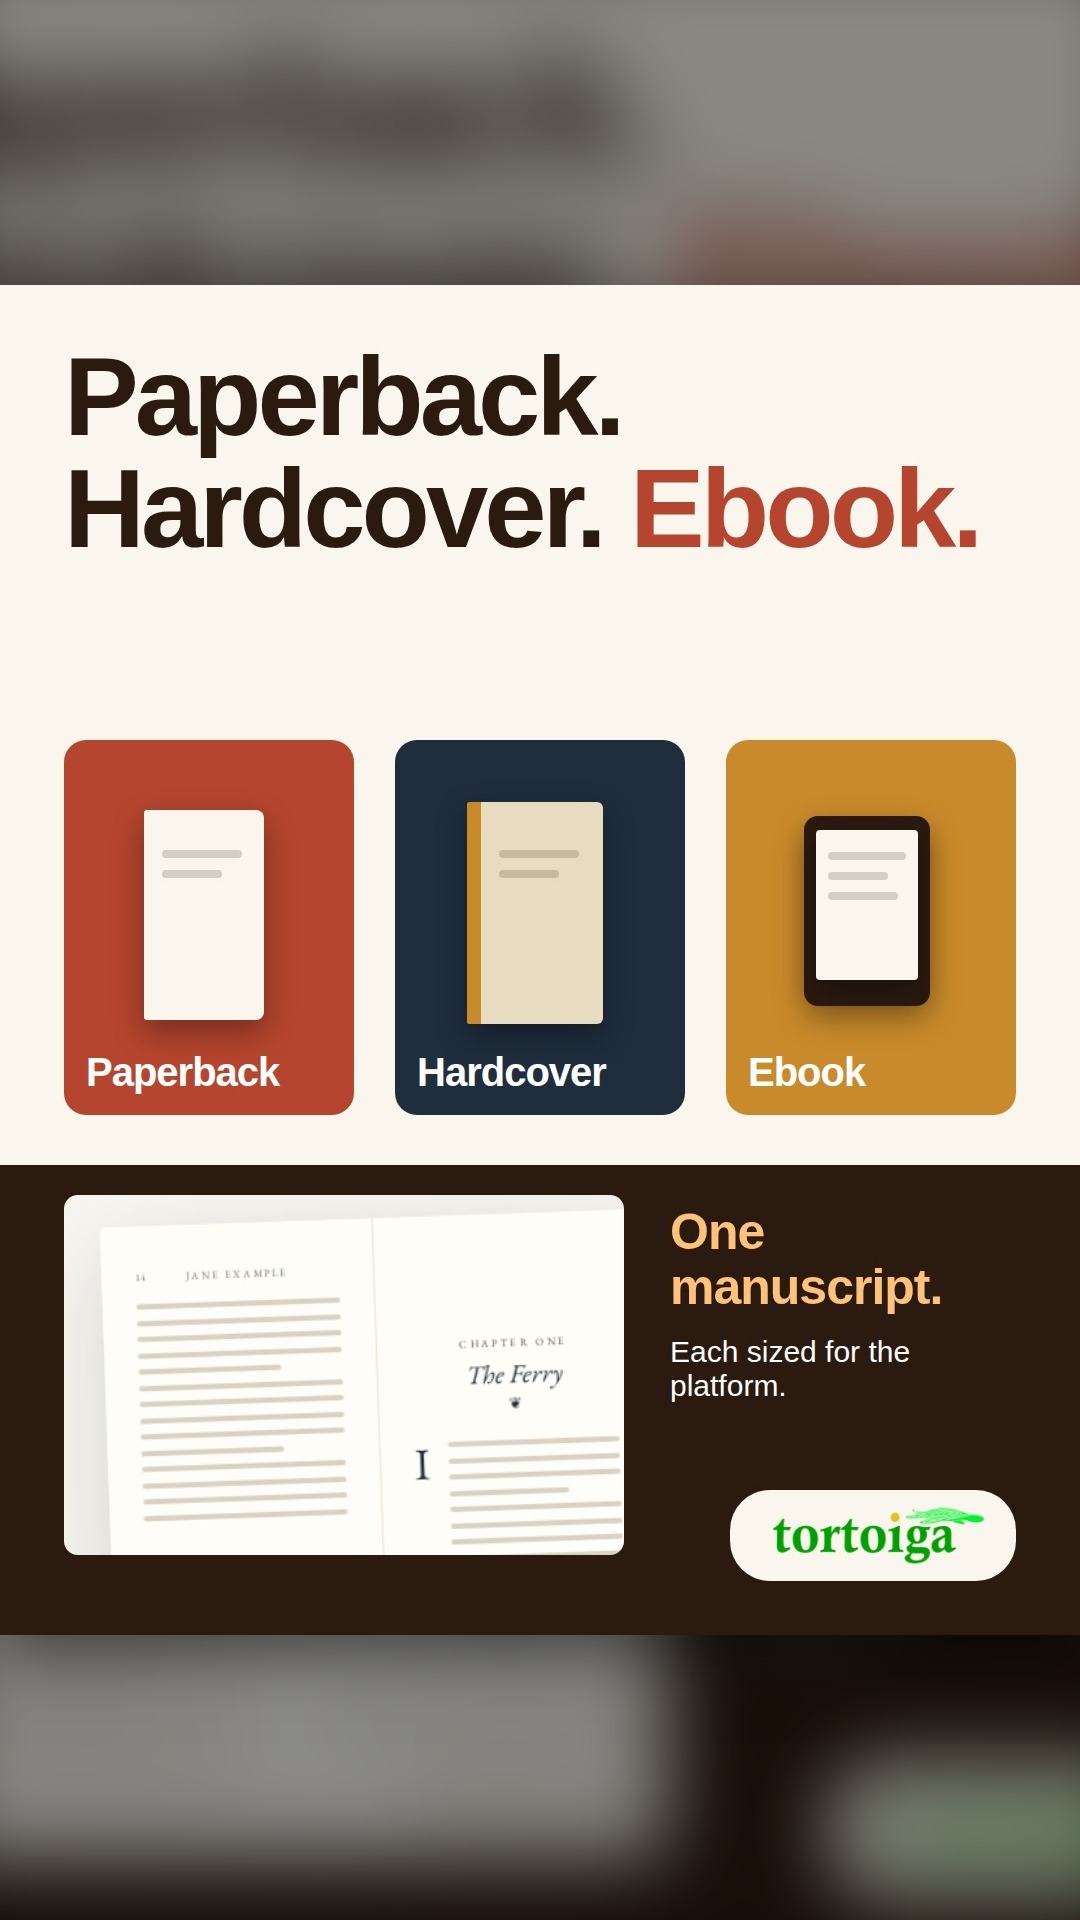 Paperback.
Hardcover. Ebook.
Paperback
Hardcover
Ebook
14 JANE EXAMPLE
CHAPTER ONE
The Ferry
I
One
manuscript.
Each sized for the
platform.
tortoiga